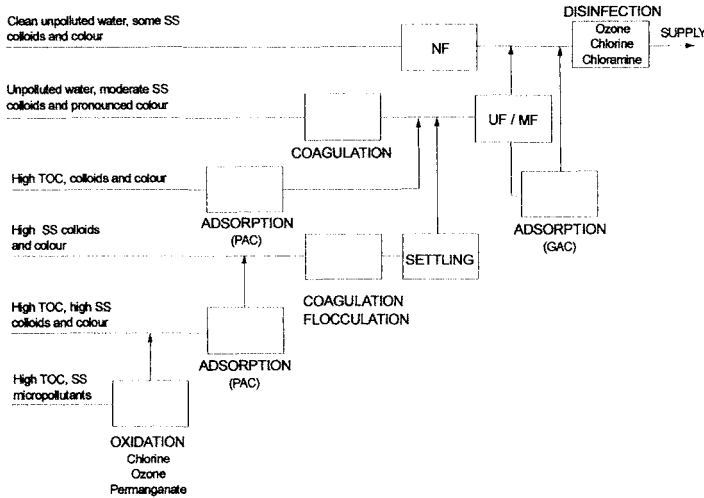 Clean unpolluted water, some SS
colloids and colour
DISINFECTION
Ozone
Chlorine
Chloramine
SUPPLY
NF
Unpolluted water, moderate SS
colloids and pronounced colour
COAGULATION
UF / MF
High TOC, colloids and colour
ADSORPTION
(PAC)
ADSORPTION
(GAC)
High SS colloids
and colour
SETTLING
COAGULATION
FLOCCULATION
High TOC, high SS
colloids and colour
ADSORPTION
(PAC)
High TOC, SS
micropollutants
OXIDATION
Chlorine
Ozone
Permanganate